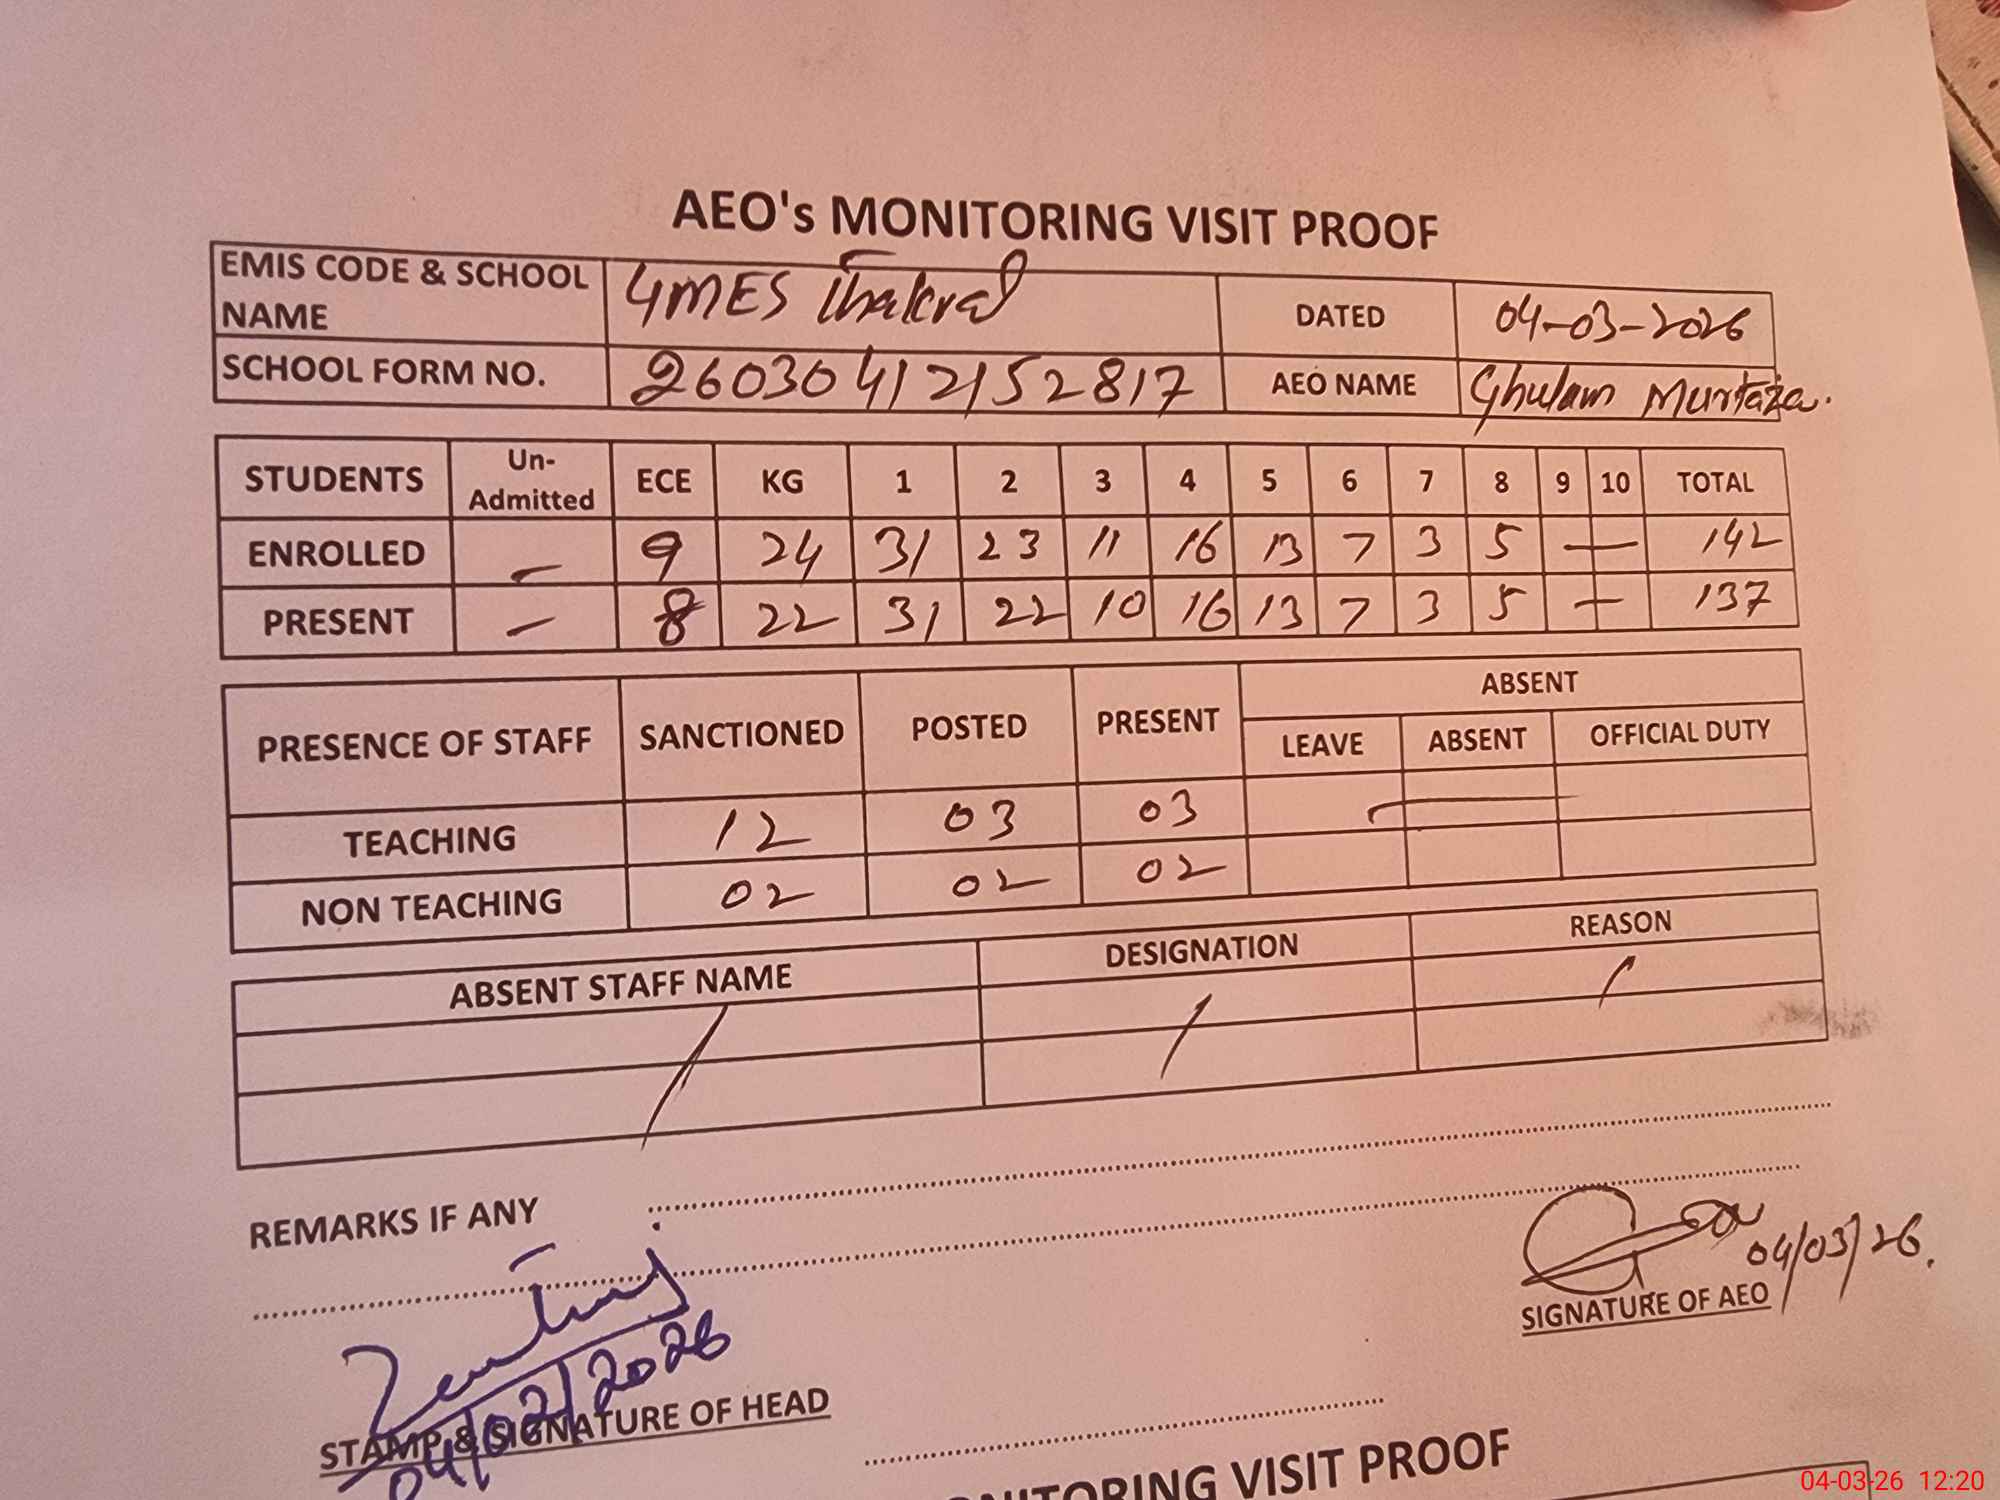 AEO's MONITORING VISIT PROOF
EMIS CODE & SCHOOL NAME GMES Thakral DATED 04-03-2026
SCHOOL FORM NO. 26030412152817 AEO NAME Ghulam Murtaza.
STUDENTS Un-Admitted ECE KG 1 2 3 4 5 6 7 8 9 10 TOTAL
ENROLLED - 9 24 31 23 11 16 13 7 3 5 — 142
PRESENT - 8 22 31 22 10 16 13 7 3 5 — 137
PRESENCE OF STAFF SANCTIONED POSTED PRESENT ABSENT
LEAVE ABSENT OFFICIAL DUTY
TEACHING 12 03 03 —
NON TEACHING 02 02 02
ABSENT STAFF NAME DESIGNATION REASON
/ / /
REMARKS IF ANY
04/03/26.
SIGNATURE OF AEO
STAMP & SIGNATURE OF HEAD
MONITORING VISIT PROOF
04-03-26 12:20